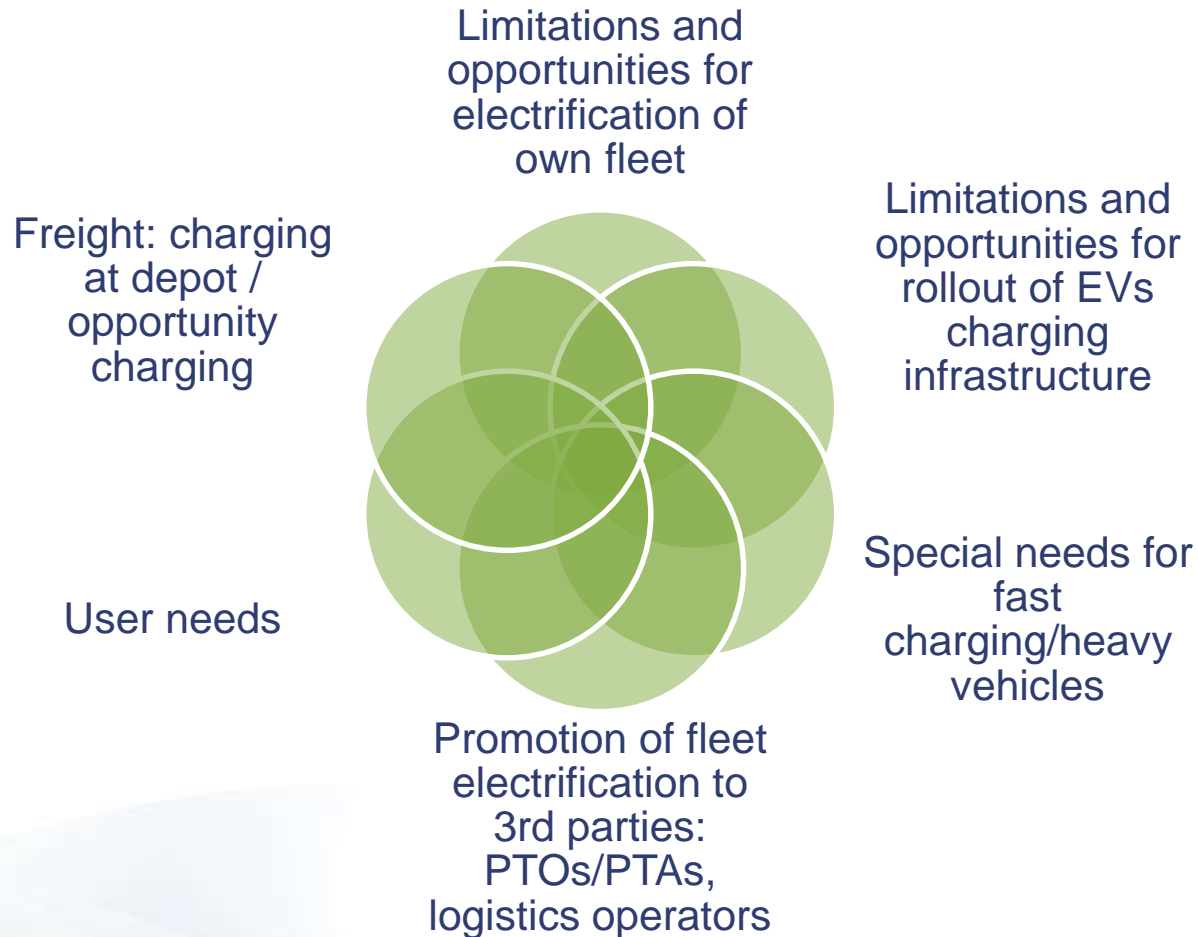 Limitations and
opportunities for
electrification of
own fleet
Limitations and
opportunities for
rollout of EVs
charging
infrastructure
Special needs for
fast
charging/heavy
vehicles
Promotion of fleet
electrification to
3rd parties:
PTOs/PTAs,
logistics operators
User needs
Freight: charging
at depot /
opportunity
charging